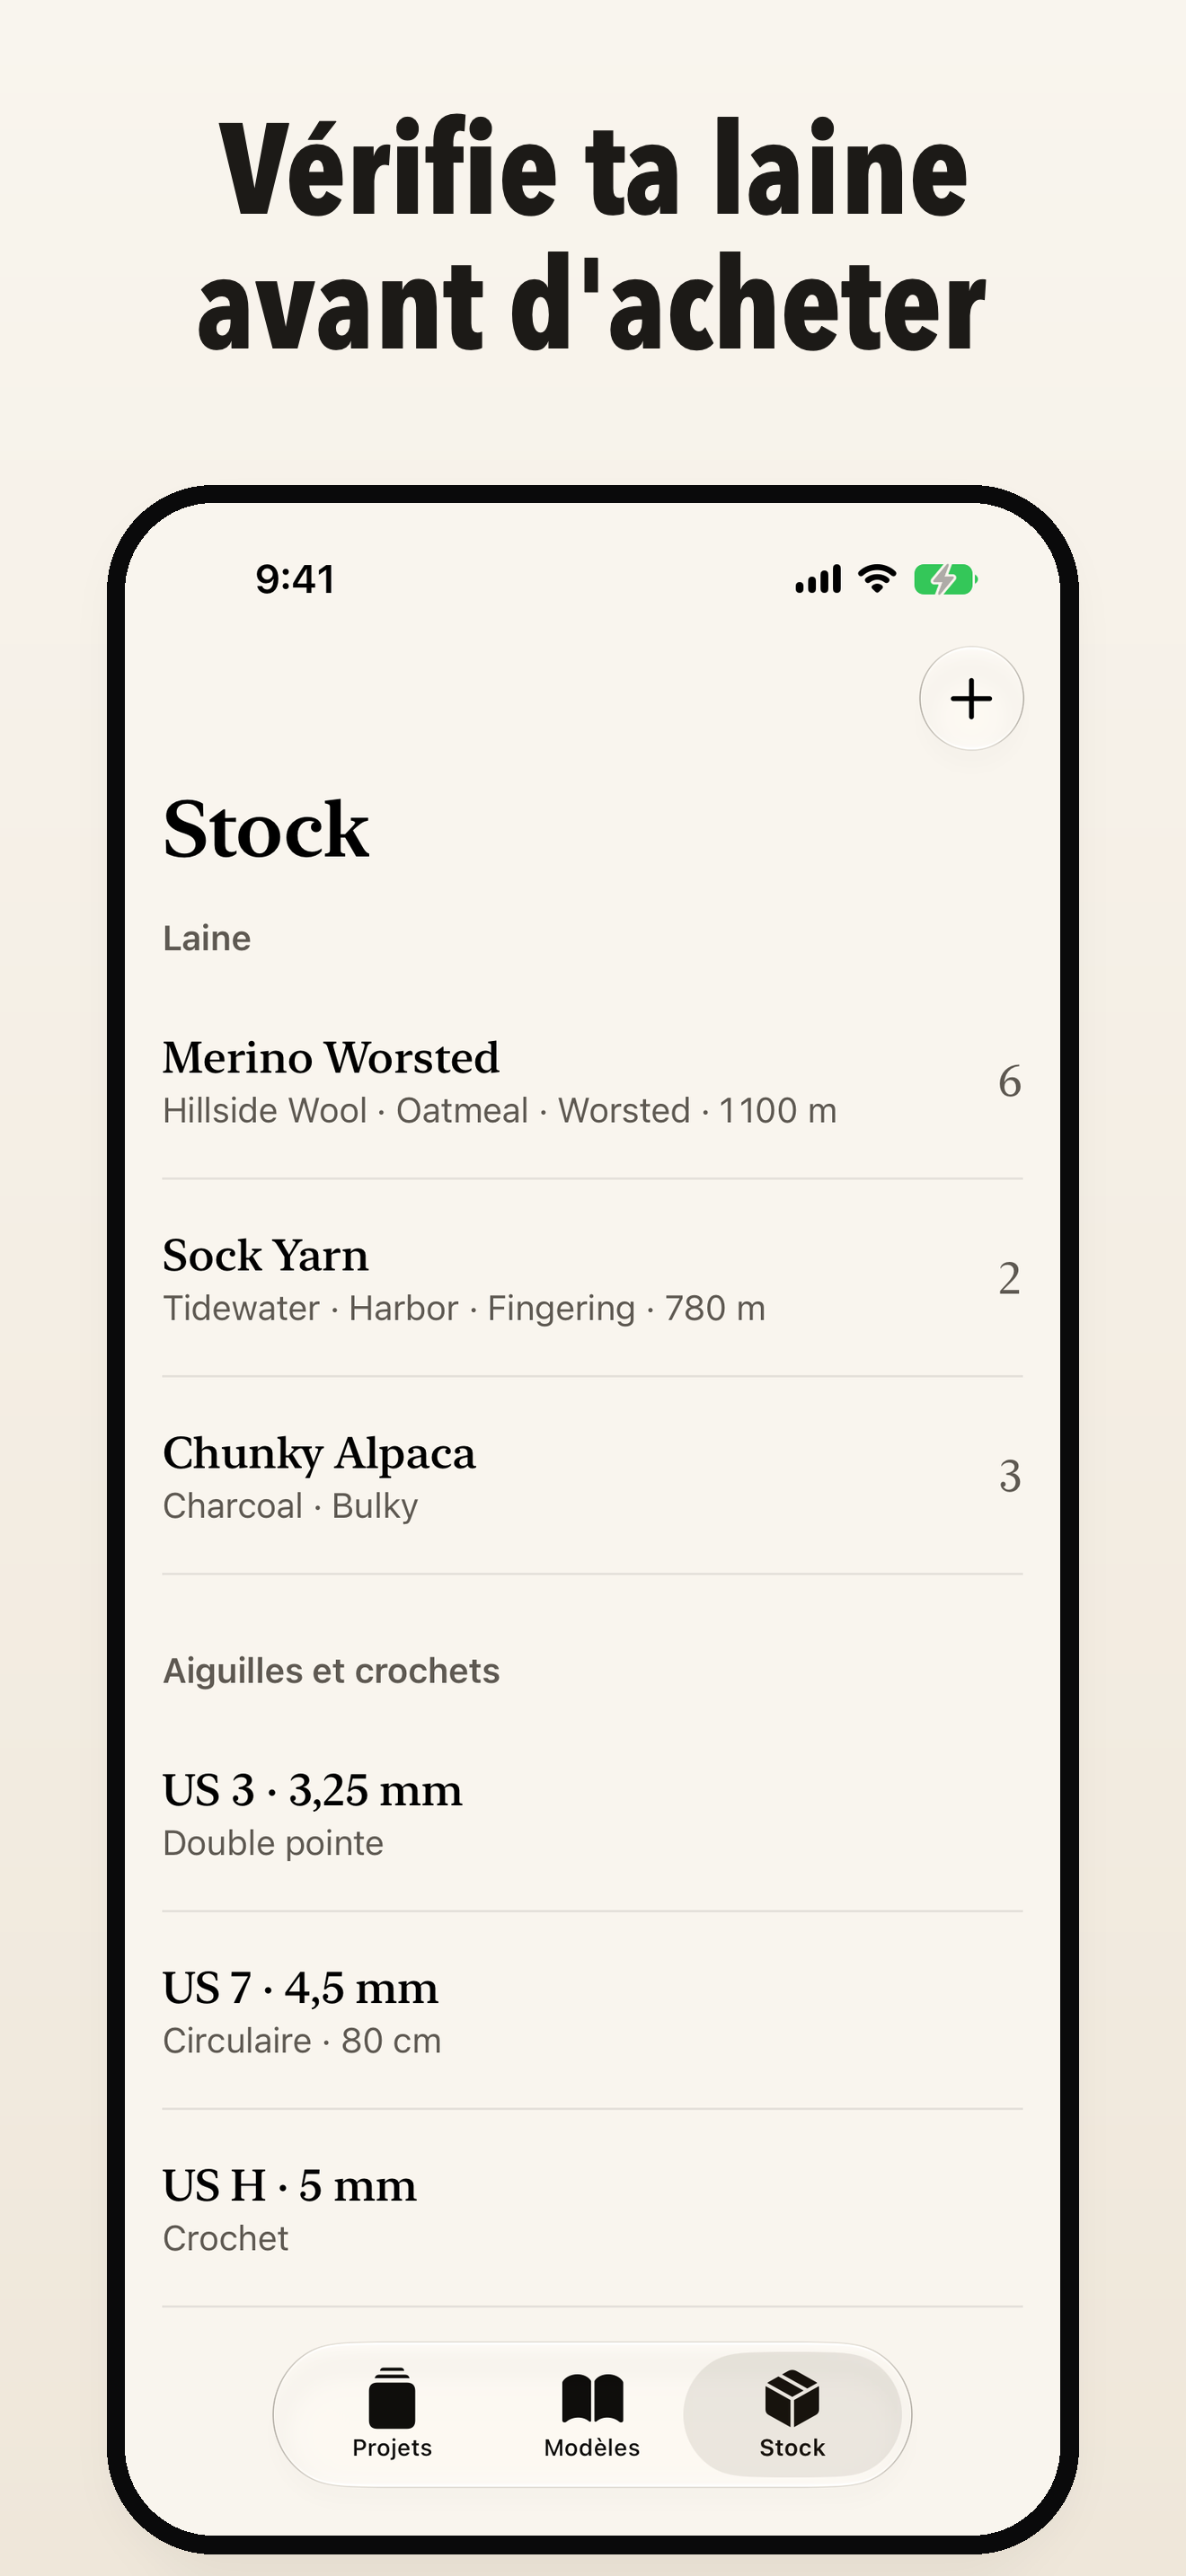 Vérifie ta laine
avant d'acheter
9:41
Stock
Laine
Merino Worsted
Hillside Wool · Oatmeal · Worsted · 1 100 m
6
Sock Yarn
Tidewater · Harbor · Fingering · 780 m
2
Chunky Alpaca
Charcoal · Bulky
3
Aiguilles et crochets
US 3 · 3,25 mm
Double pointe
US 7 · 4,5 mm
Circulaire · 80 cm
US H · 5 mm
Crochet
Projets
Modèles
Stock